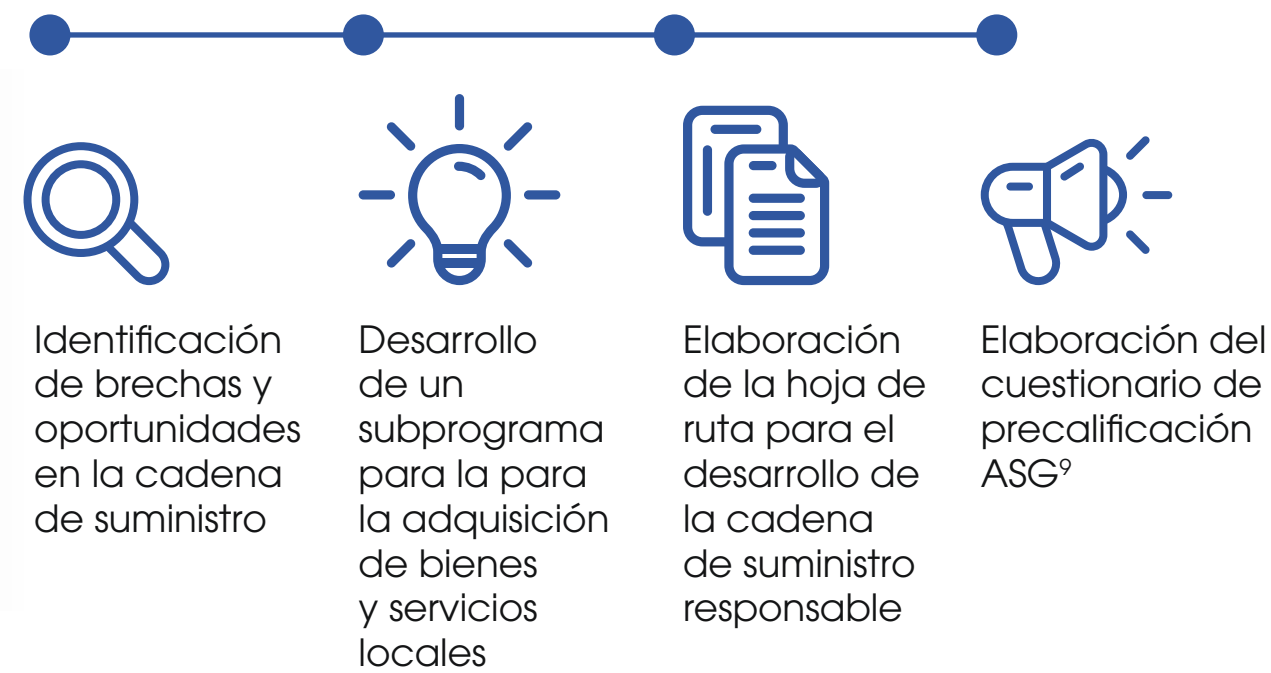 Identificación
de brechas y
oportunidades
en la cadena
de suministro
Desarrollo
de un
subprograma
para la para
la adquisición
de bienes
y servicios
locales
Elaboración
de la hoja de
ruta para el
desarrollo de
la cadena
de suministro
responsable
Elaboración del
cuestionario de
precalificación
ASG⁹